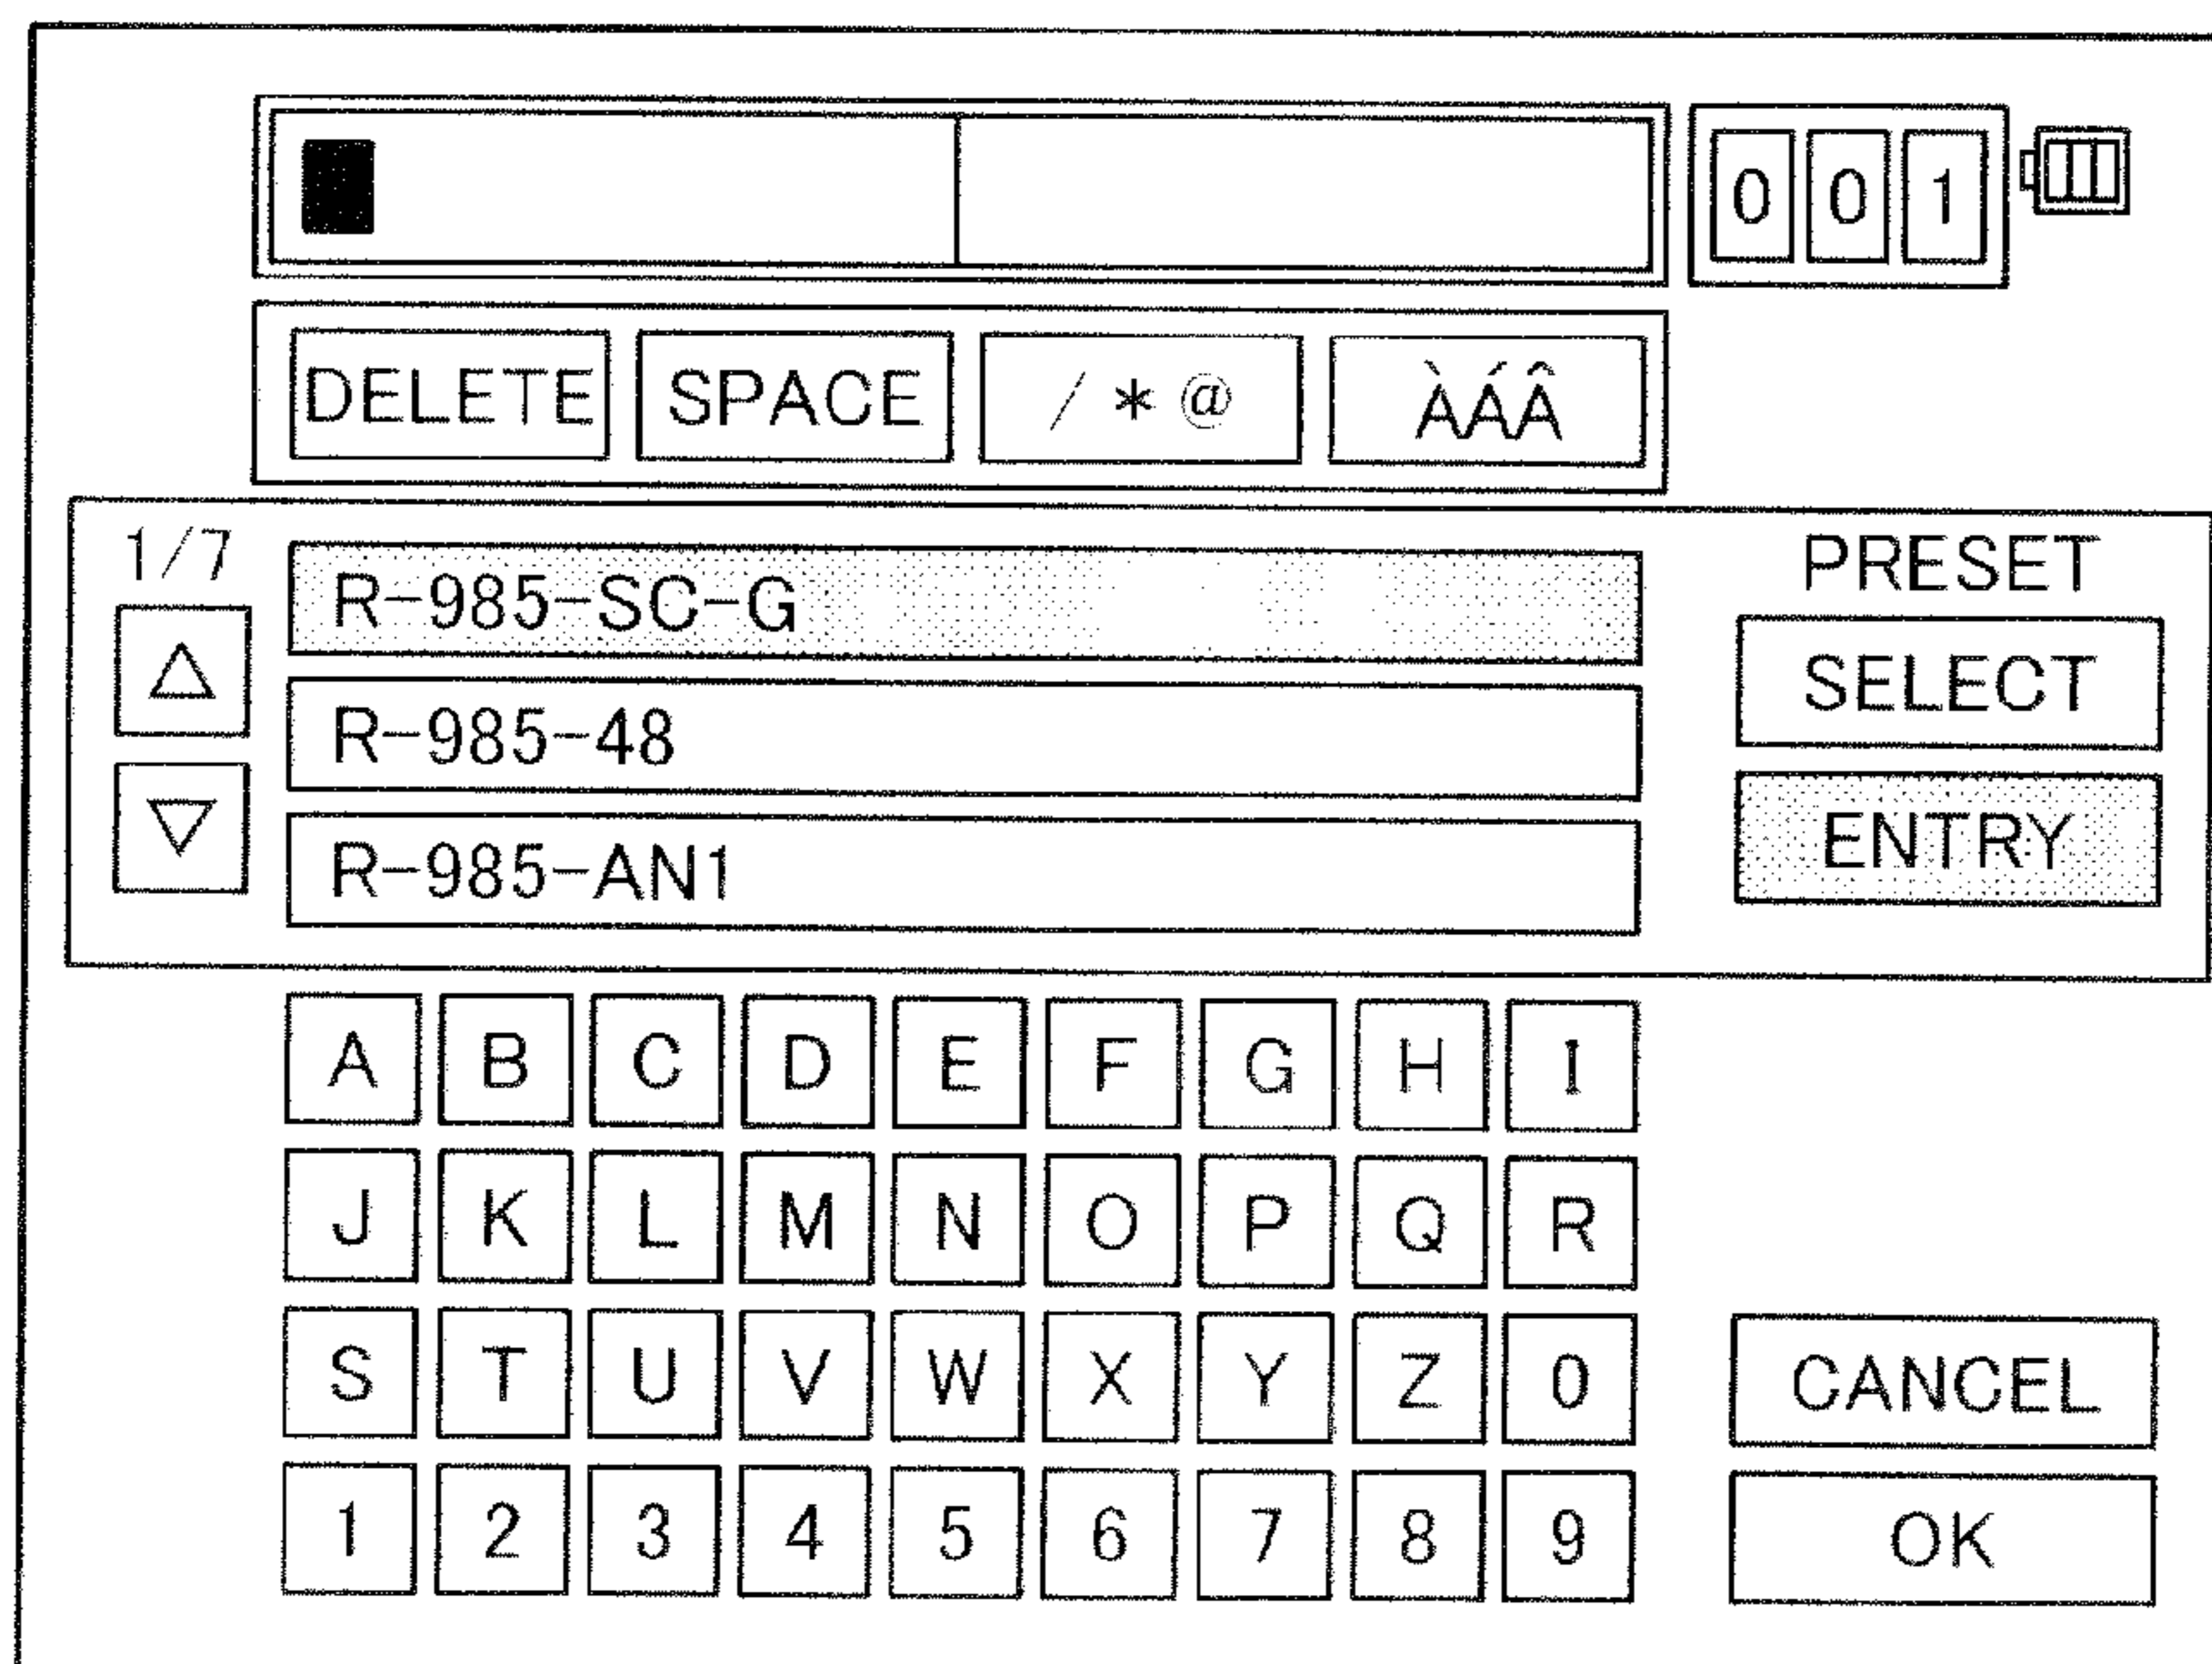 0 0 1
DELETE SPACE / * @ ÀÁÂ
1/7
R-985-SC-G
R-985-48
R-985-AN1
PRESET
SELECT
ENTRY
A B C D E F G H I
J K L M N O P Q R
S T U V W X Y Z 0
1 2 3 4 5 6 7 8 9
CANCEL
OK